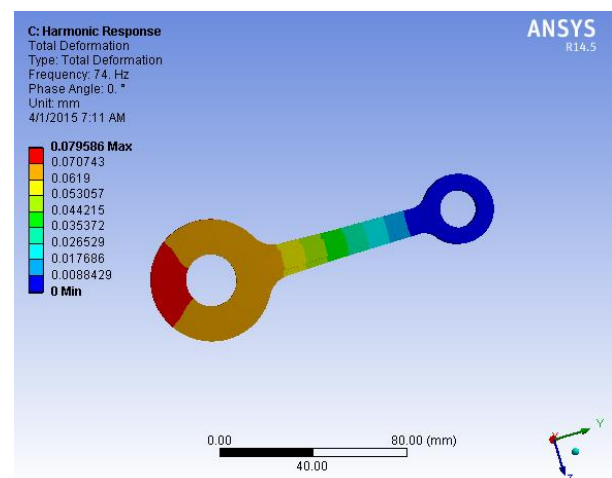 C: Harmonic Response
Total Deformation
Type: Total Deformation
Frequency: 74. Hz
Phase Angle: 0. °
Unit: mm
4/1/2015 7:11 AM
ANSYS
R14.5
0.079586 Max
0.070743
0.0619
0.053057
0.044215
0.035372
0.026529
0.017686
0.0088429
0 Min
0.00
80.00 (mm)
40.00
X
Y
Z